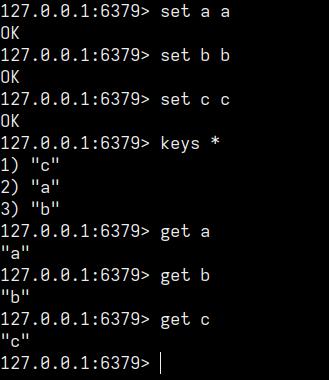 127.0.0.1:6379> set a a
OK
127.0.0.1:6379> set b b
OK
127.0.0.1:6379> set c c
OK
127.0.0.1:6379> keys *
1) "c"
2) "a"
3) "b"
127.0.0.1:6379> get a
"a"
127.0.0.1:6379> get b
"b"
127.0.0.1:6379> get c
"c"
127.0.0.1:6379>